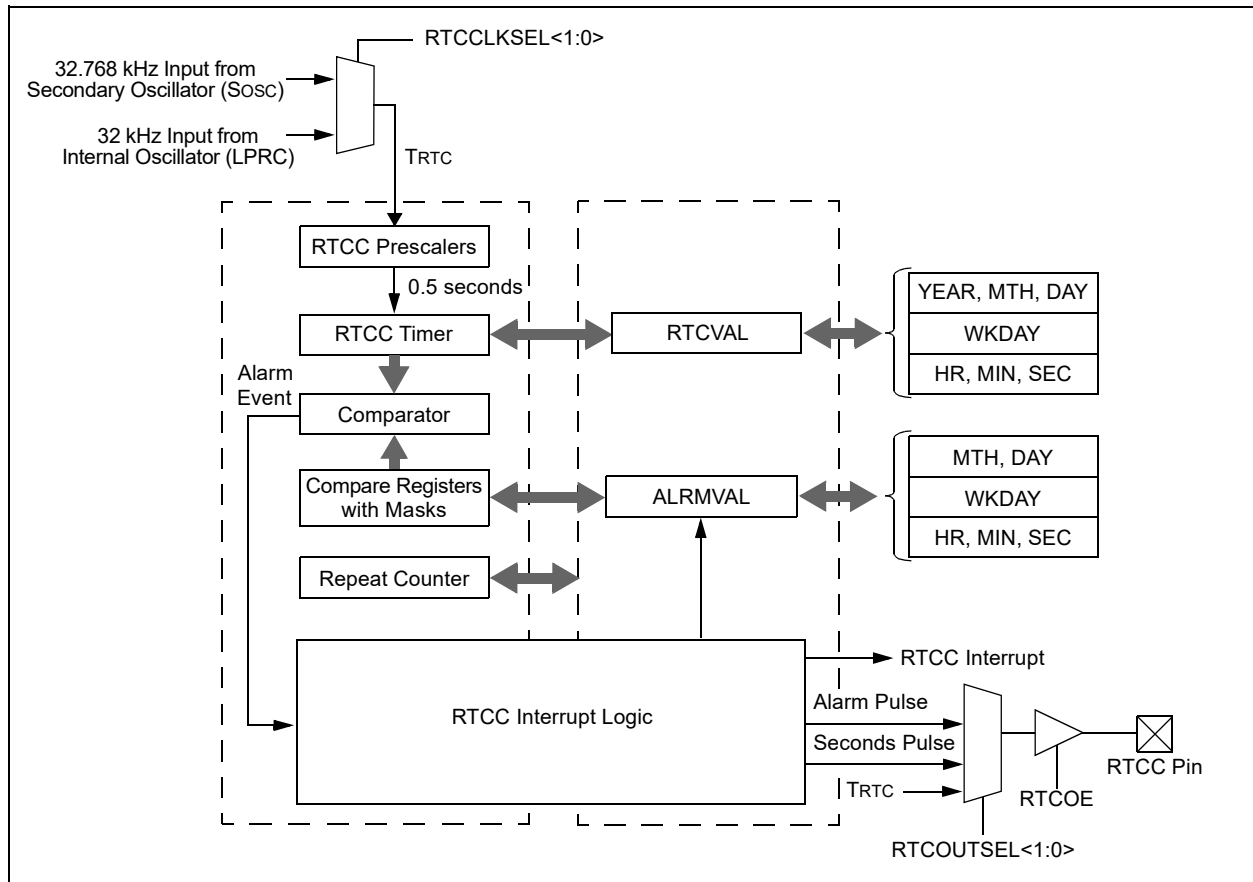 RTCCLKSEL<1:0>
32.768 kHz Input from
Secondary Oscillator (SOSC)
32 kHz Input from
Internal Oscillator (LPRC)
TRTC
RTCC Prescalers
0.5 seconds
RTCC Timer
RTCVAL
YEAR, MTH, DAY
WKDAY
HR, MIN, SEC
Alarm
Event
Comparator
Compare Registers
with Masks
ALRMVAL
MTH, DAY
WKDAY
HR, MIN, SEC
Repeat Counter
RTCC Interrupt Logic
RTCC Interrupt
Alarm Pulse
Seconds Pulse
TRTC
RTCC Pin
RTCOE
RTCOUTSEL<1:0>